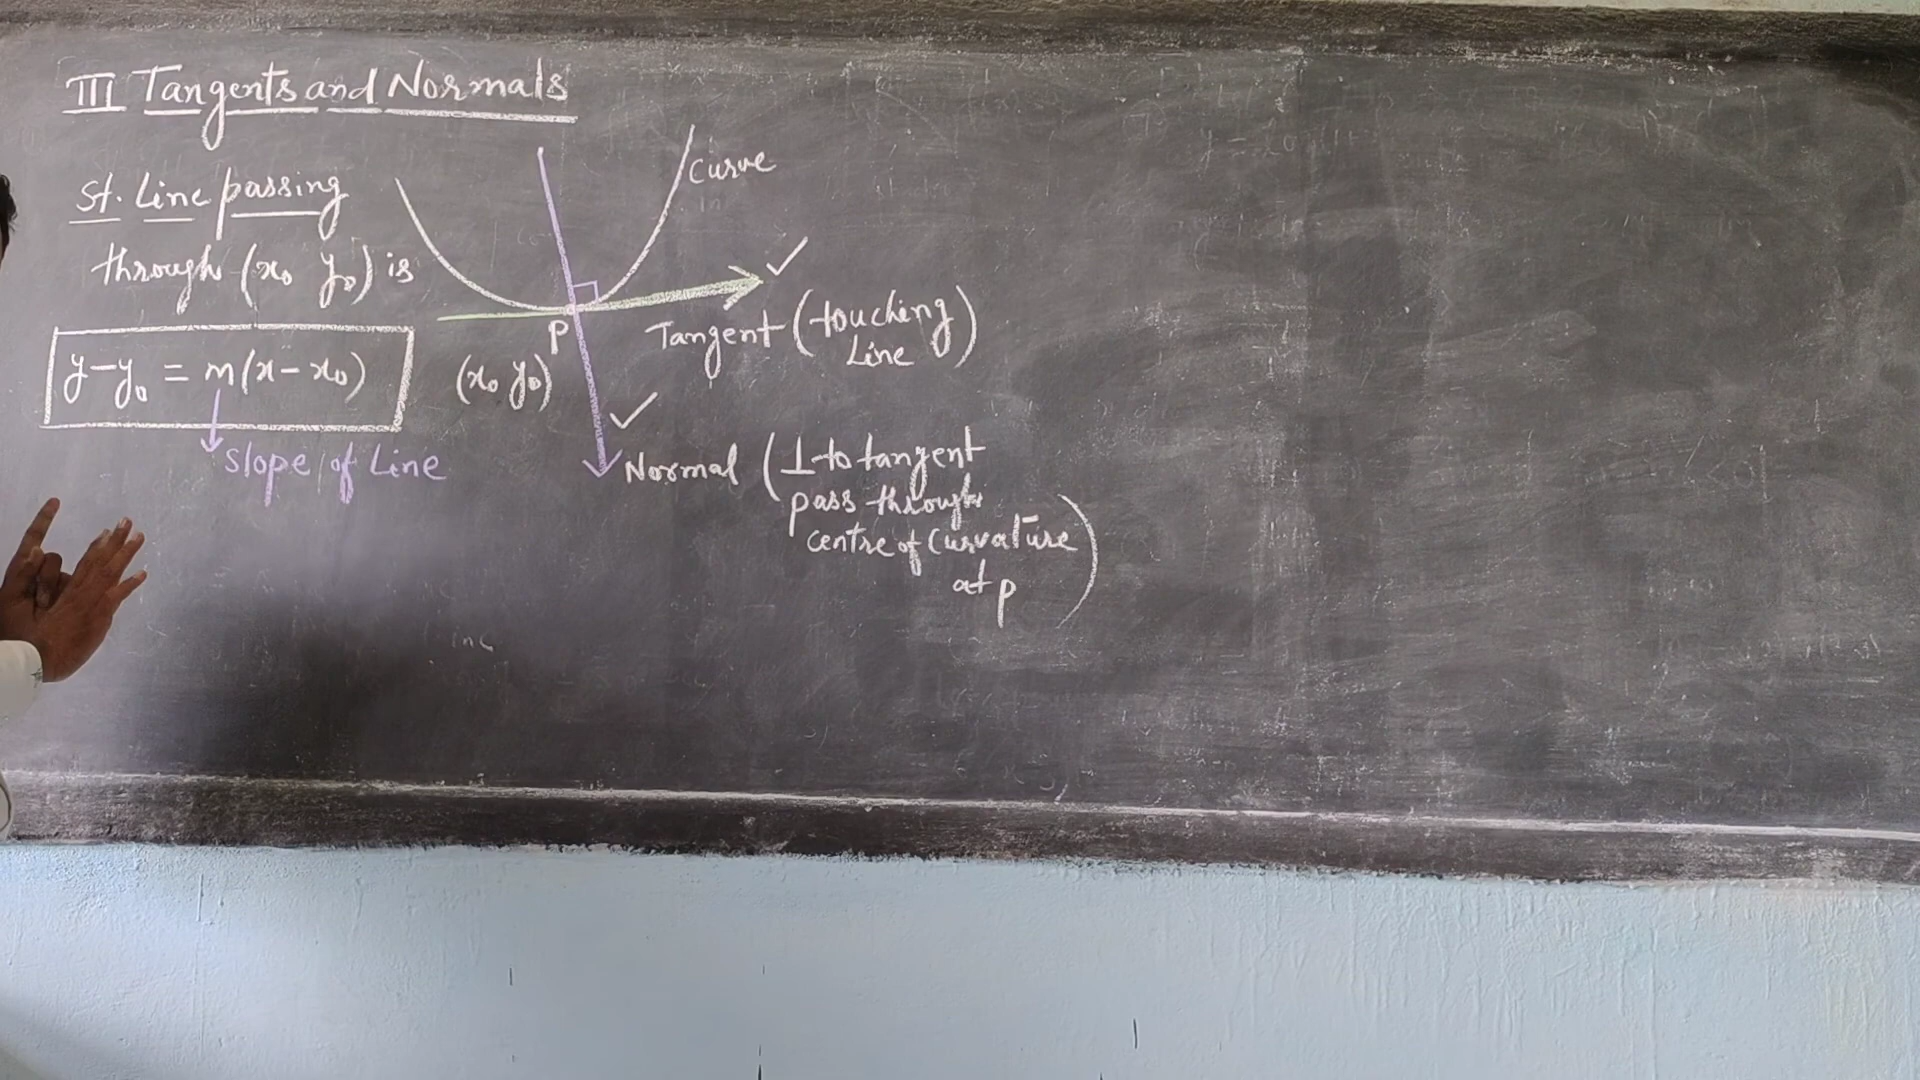 III Tangents and Normals
St. Line passing
through (x₀ y₀) is
y-y₀ = m(x-x₀)
slope of Line
curve
P
(x₀ y₀)
Tangent (touching
Line)
Normal (⊥ to tangent
pass through
centre of curvature
at p)